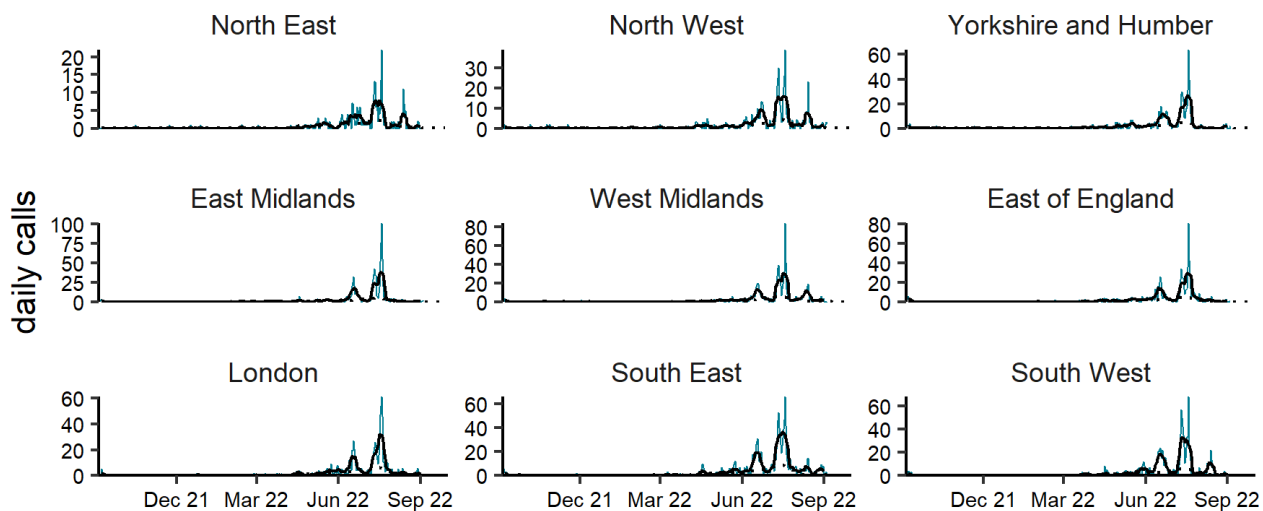 North East North West Yorkshire and Humber
20 15 10 5 0
30 20 10 0
60 40 20 0
daily calls
East Midlands West Midlands East of England
100 75 50 25 0
80 60 40 20 0
80 60 40 20 0
London South East South West
60 40 20 0
60 40 20 0
60 40 20 0
Dec 21 Mar 22 Jun 22 Sep 22 Dec 21 Mar 22 Jun 22 Sep 22 Dec 21 Mar 22 Jun 22 Sep 22